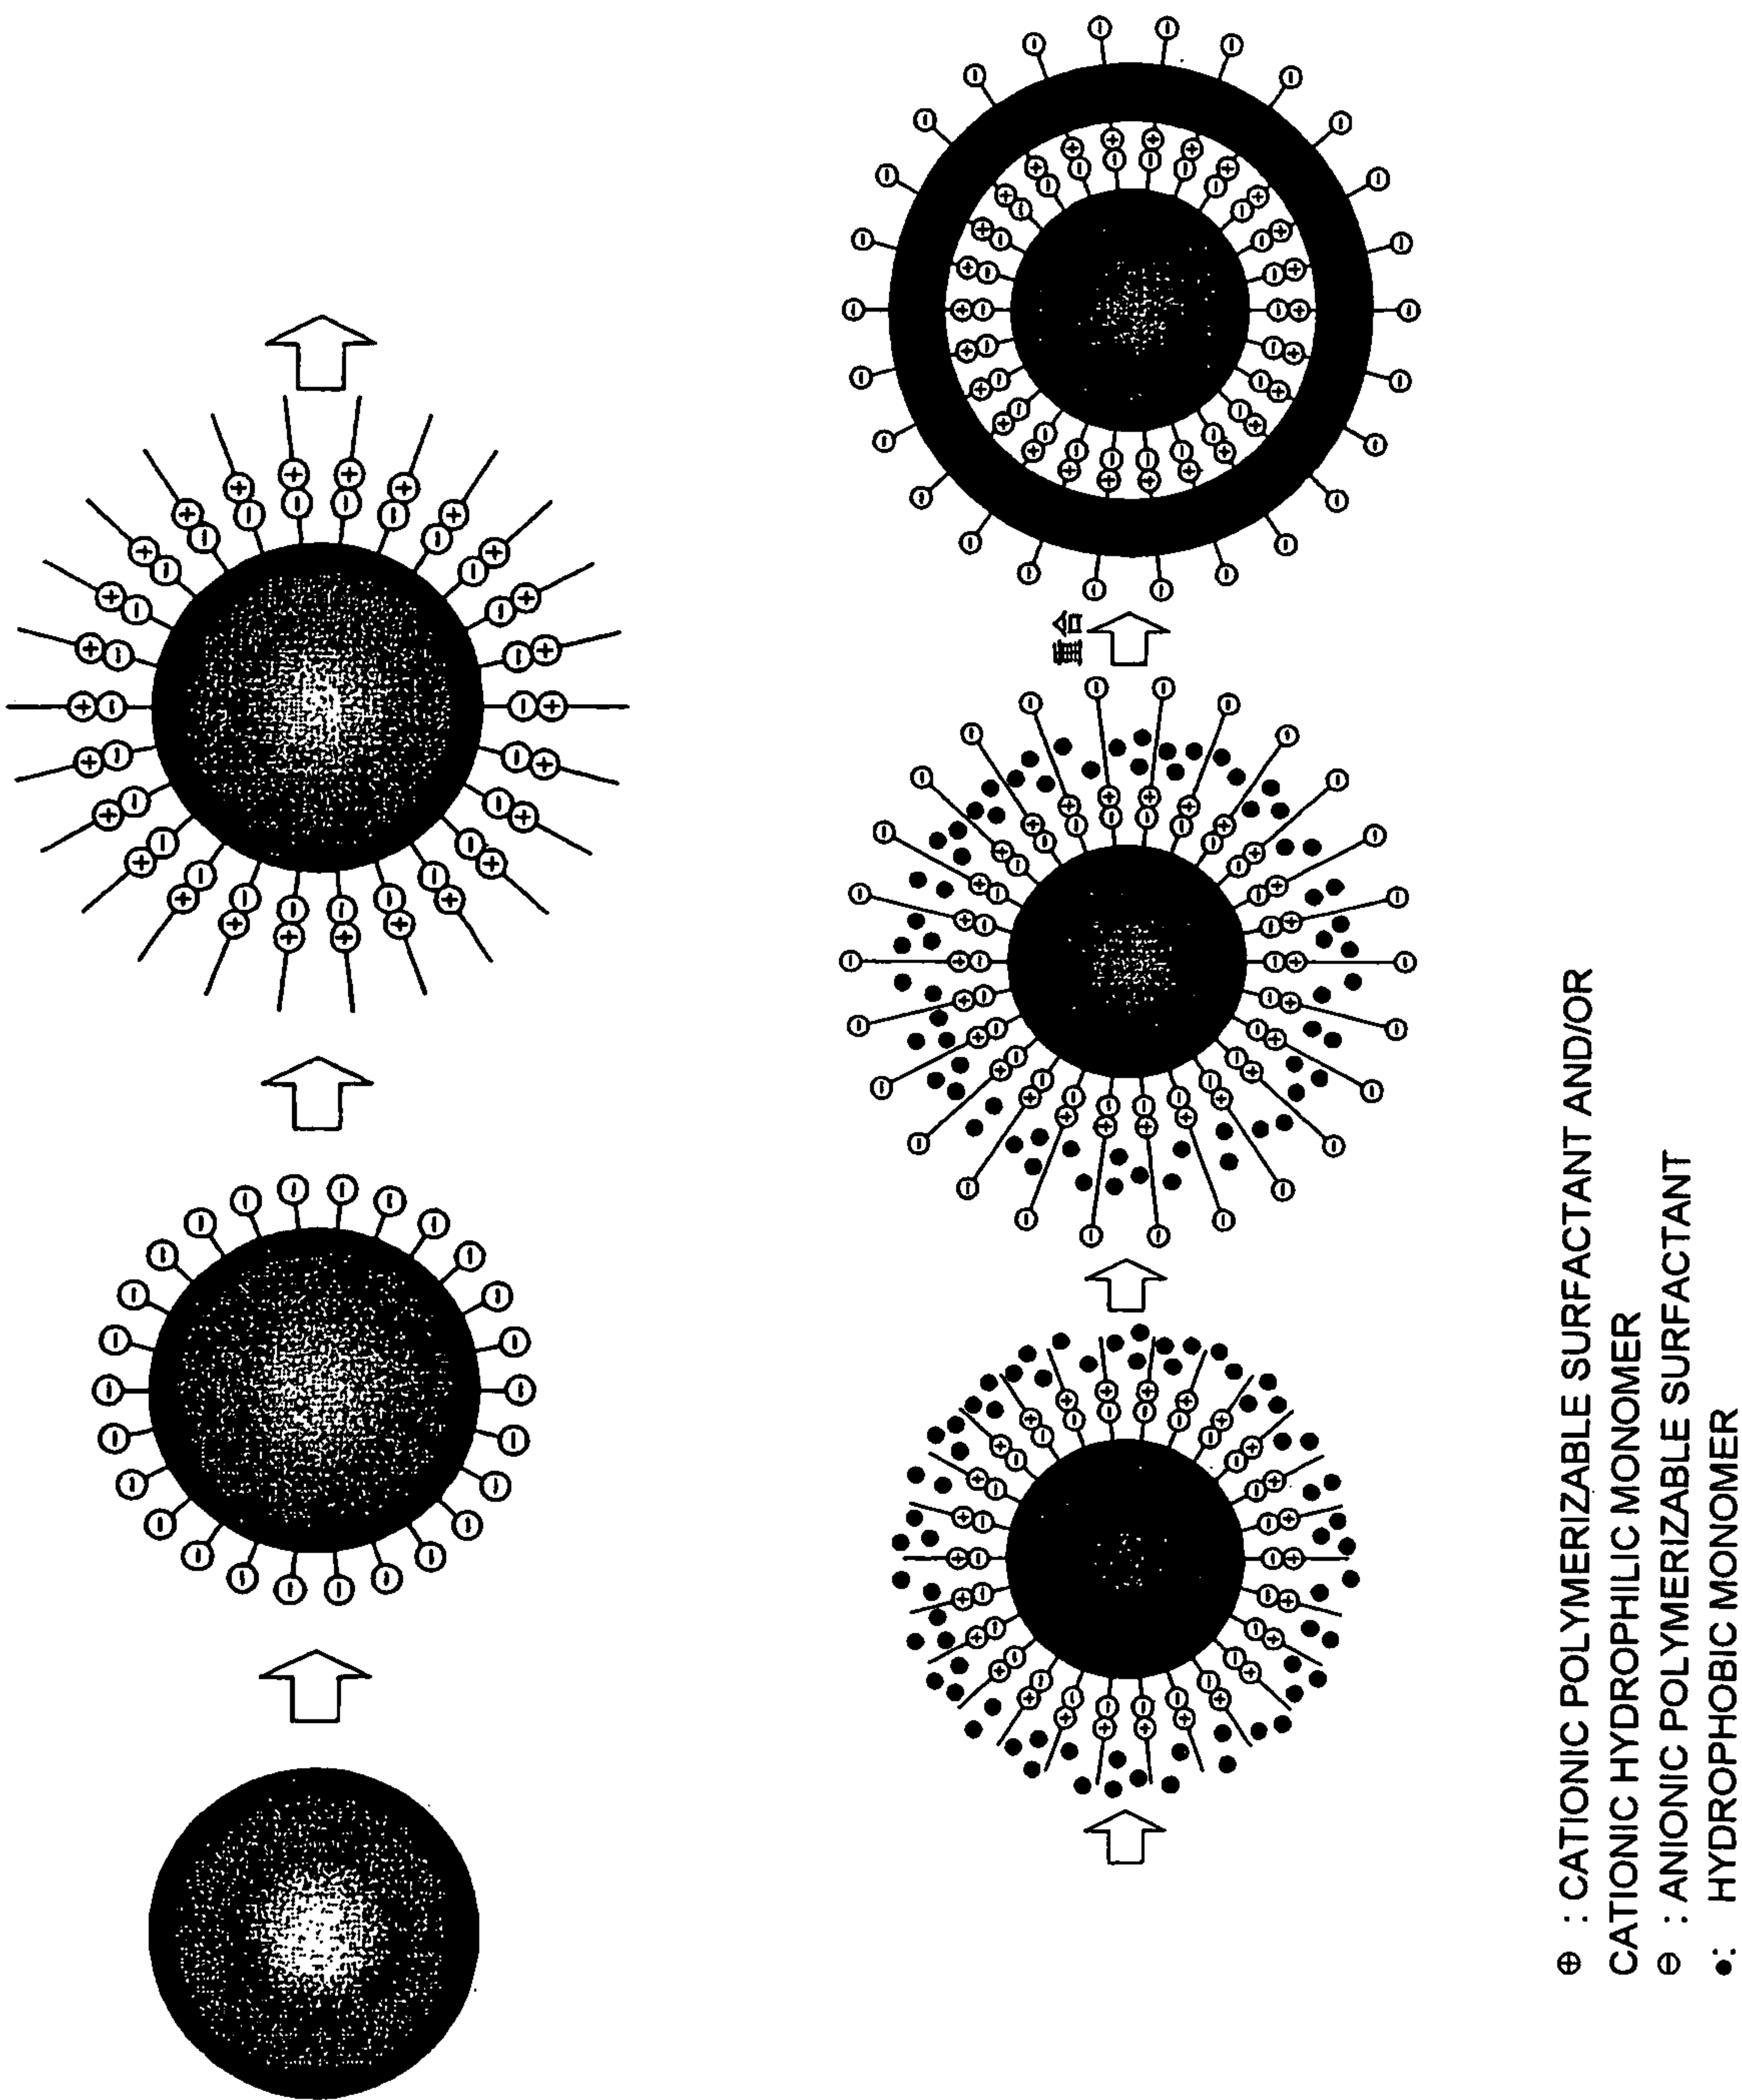 重合
⊕ : CATIONIC POLYMERIZABLE SURFACTANT AND/OR
CATIONIC HYDROPHILIC MONOMER
⊖ : ANIONIC POLYMERIZABLE SURFACTANT
●: HYDROPHOBIC MONOMER